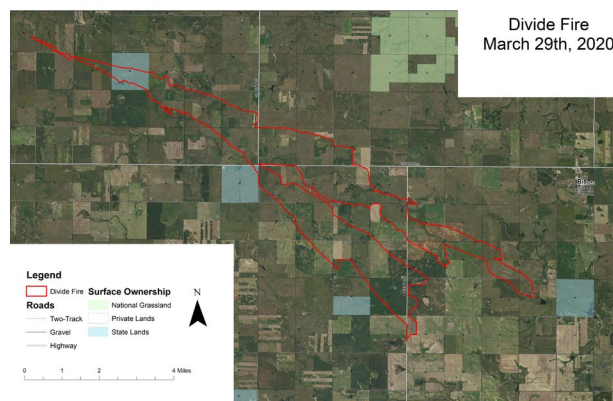 Divide Fire
March 29th, 2020
Bison
Legend
Divide Fire
Roads
Two-Track
Gravel
Highway
Surface Ownership
National Grassland
Private Lands
State Lands
N
0 1 2 4 Miles